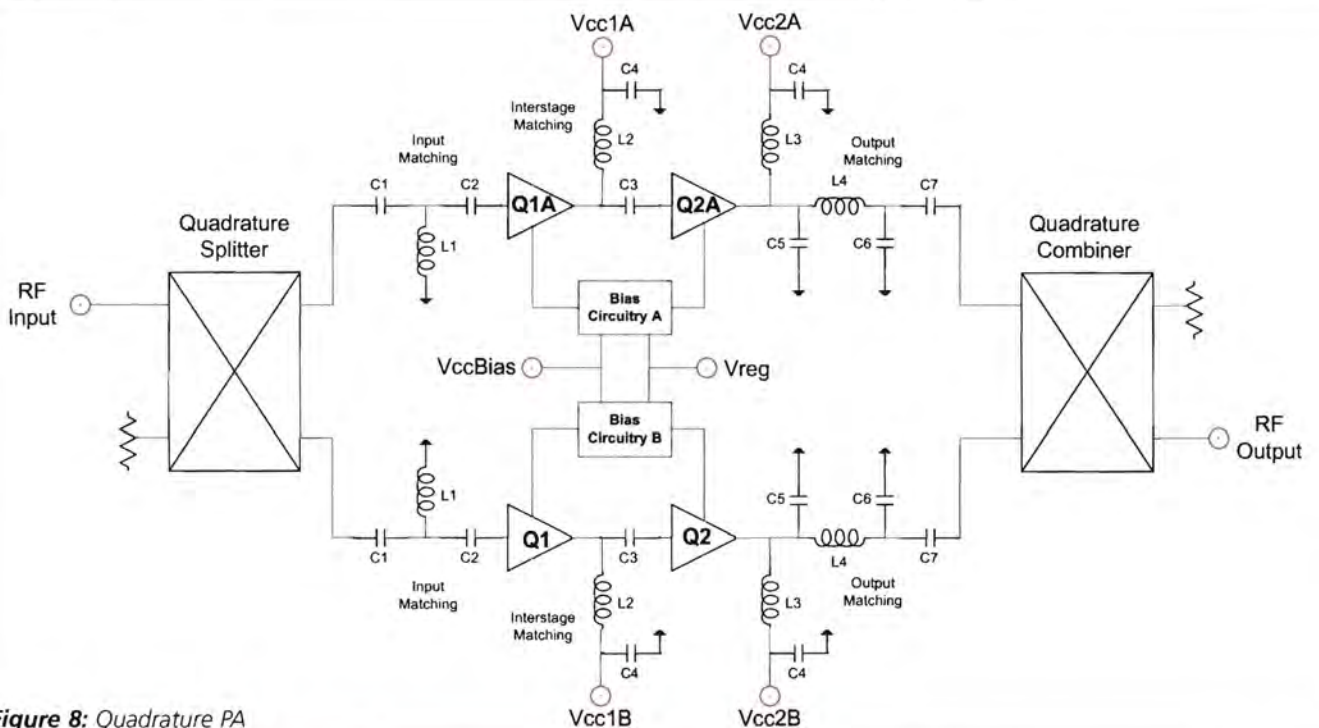 Vcc1A
Vcc2A
C4
C4
Interstage
Matching
L2
L3
Input
Matching
Output
Matching
C1
C2
Q1A
C3
Q2A
L4
C7
Quadrature
Splitter
L1
C5
C6
Quadrature
Combiner
RF
Input
Bias
Circuitry A
VccBias
Vreg
Bias
Circuitry B
RF
Output
L1
C5
C6
C1
C2
Q1
C3
Q2
L4
C7
Input
Matching
L2
L3
Output
Matching
Interstage
Matching
C4
C4
Vcc1B
Vcc2B
igure 8: Quadrature PA